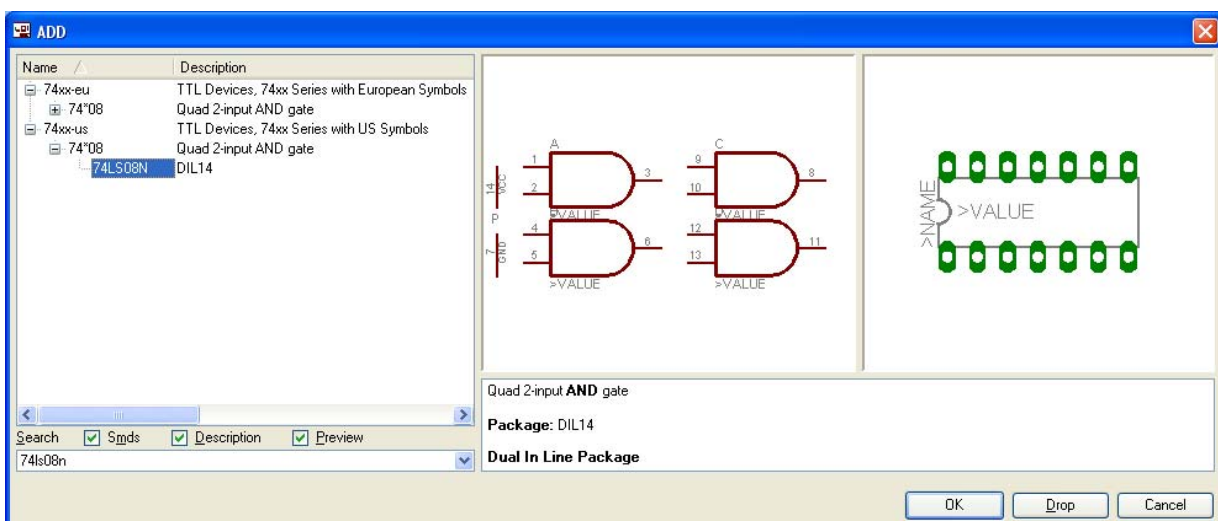 ADD
Name Description
74xx-eu TTL Devices, 74xx Series with European Symbols
74*08 Quad 2-input AND gate
74xx-us TTL Devices, 74xx Series with US Symbols
74*08 Quad 2-input AND gate
74LS08N DIL14
Search Smds Description Preview
74ls08n
A C
1 3 9 8
2 10
14 VCC
>VALUE >VALUE
P
4 6 12 11
5 13
7 GND
>VALUE >VALUE
>NAME
>VALUE
Quad 2-input AND gate
Package: DIL14
Dual In Line Package
OK Drop Cancel